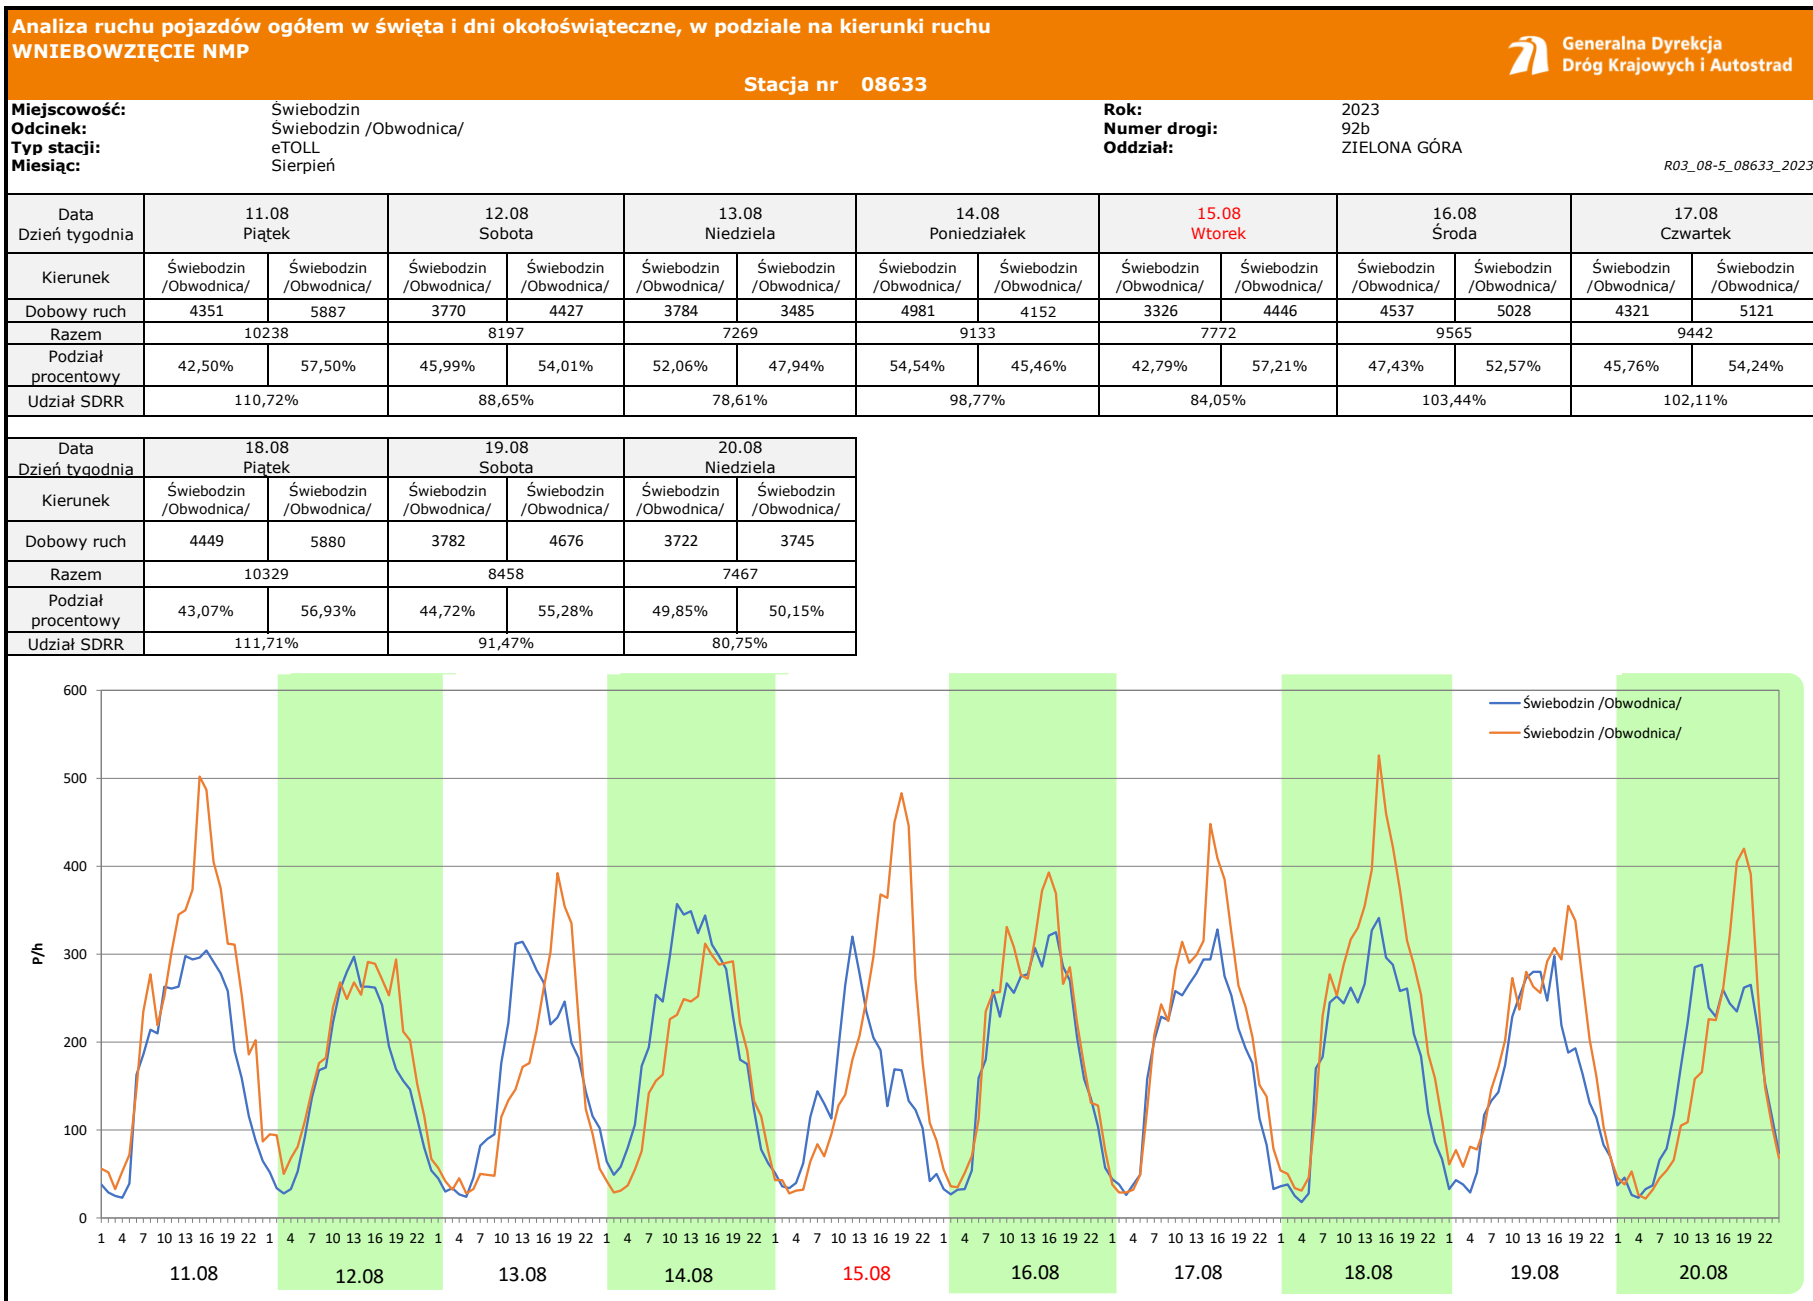 Analiza ruchu pojazdów ogółem w święta i dni okołoświąteczne, w podziale na kierunki ruchu
WNIEBOWZIĘCIE NMP
Generalna Dyrekcja
Dróg Krajowych i Autostrad
Stacja nr 08633
Miejscowość: Świebodzin Rok: 2023
Odcinek: Świebodzin /Obwodnica/ Numer drogi: 92b
Typ stacji: eTOLL Oddział: ZIELONA GÓRA
Miesiąc: Sierpień R03_08-5_08633_2023
Data 11.08 12.08 13.08 14.08 15.08 16.08 17.08
Dzień tygodnia Piątek Sobota Niedziela Poniedziałek Wtorek Środa Czwartek
Kierunek Świebodzin Świebodzin Świebodzin Świebodzin Świebodzin Świebodzin Świebodzin Świebodzin Świebodzin Świebodzin Świebodzin Świebodzin Świebodzin Świebodzin
/Obwodnica/ /Obwodnica/ /Obwodnica/ /Obwodnica/ /Obwodnica/ /Obwodnica/ /Obwodnica/ /Obwodnica/ /Obwodnica/ /Obwodnica/ /Obwodnica/ /Obwodnica/ /Obwodnica/ /Obwodnica/
Dobowy ruch 4351 5887 3770 4427 3784 3485 4981 4152 3326 4446 4537 5028 4321 5121
Razem 10238 8197 7269 9133 7772 9565 9442
Podział
procentowy 42,50% 57,50% 45,99% 54,01% 52,06% 47,94% 54,54% 45,46% 42,79% 57,21% 47,43% 52,57% 45,76% 54,24%
Udział SDRR 110,72% 88,65% 78,61% 98,77% 84,05% 103,44% 102,11%
Data 18.08 19.08 20.08
Dzień tygodnia Piątek Sobota Niedziela
Kierunek Świebodzin Świebodzin Świebodzin Świebodzin Świebodzin Świebodzin
/Obwodnica/ /Obwodnica/ /Obwodnica/ /Obwodnica/ /Obwodnica/ /Obwodnica/
Dobowy ruch 4449 5880 3782 4676 3722 3745
Razem 10329 8458 7467
Podział
procentowy 43,07% 56,93% 44,72% 55,28% 49,85% 50,15%
Udział SDRR 111,71% 91,47% 80,75%
600
Świebodzin /Obwodnica/
Świebodzin /Obwodnica/
500
400
300
P/h
200
100
0
1 4 7 10 13 16 19 22 1 4 7 10 13 16 19 22 1 4 7 10 13 16 19 22 1 4 7 10 13 16 19 22 1 4 7 10 13 16 19 22 1 4 7 10 13 16 19 22 1 4 7 10 13 16 19 22 1 4 7 10 13 16 19 22 1 4 7 10 13 16 19 22 1 4 7 10 13 16 19 22
11.08 12.08 13.08 14.08 15.08 16.08 17.08 18.08 19.08 20.08